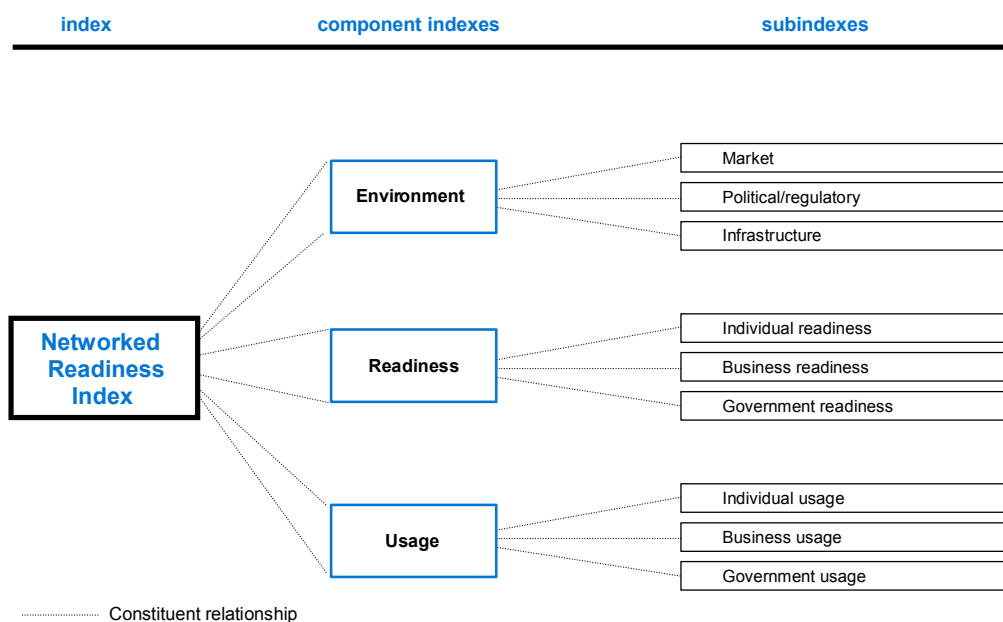 index component indexes subindexes
Market
Environment
Political/regulatory
Infrastructure
Networked
Readiness
Index
Individual readiness
Readiness
Business readiness
Government readiness
Individual usage
Usage
Business usage
Government usage
Constituent relationship